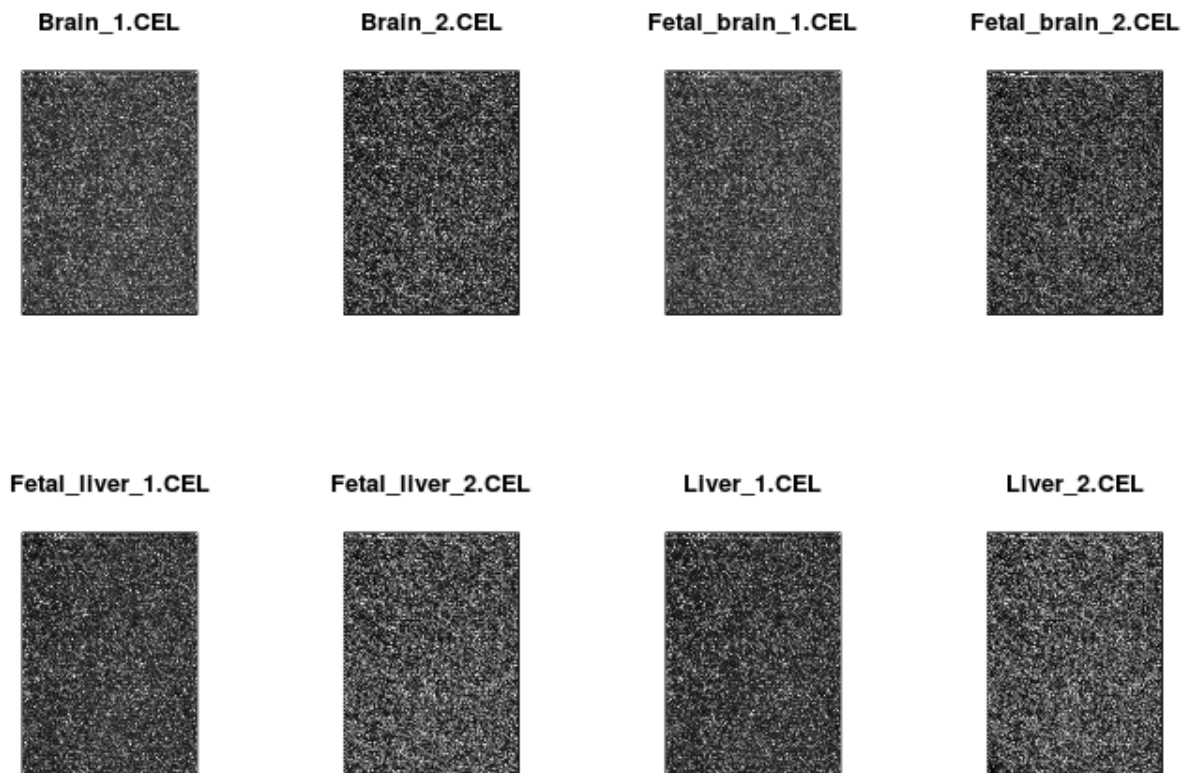 Brain_1.CEL
Brain_2.CEL
Fetal_brain_1.CEL
Fetal_brain_2.CEL
Fetal_liver_1.CEL
Fetal_liver_2.CEL
Liver_1.CEL
Liver_2.CEL